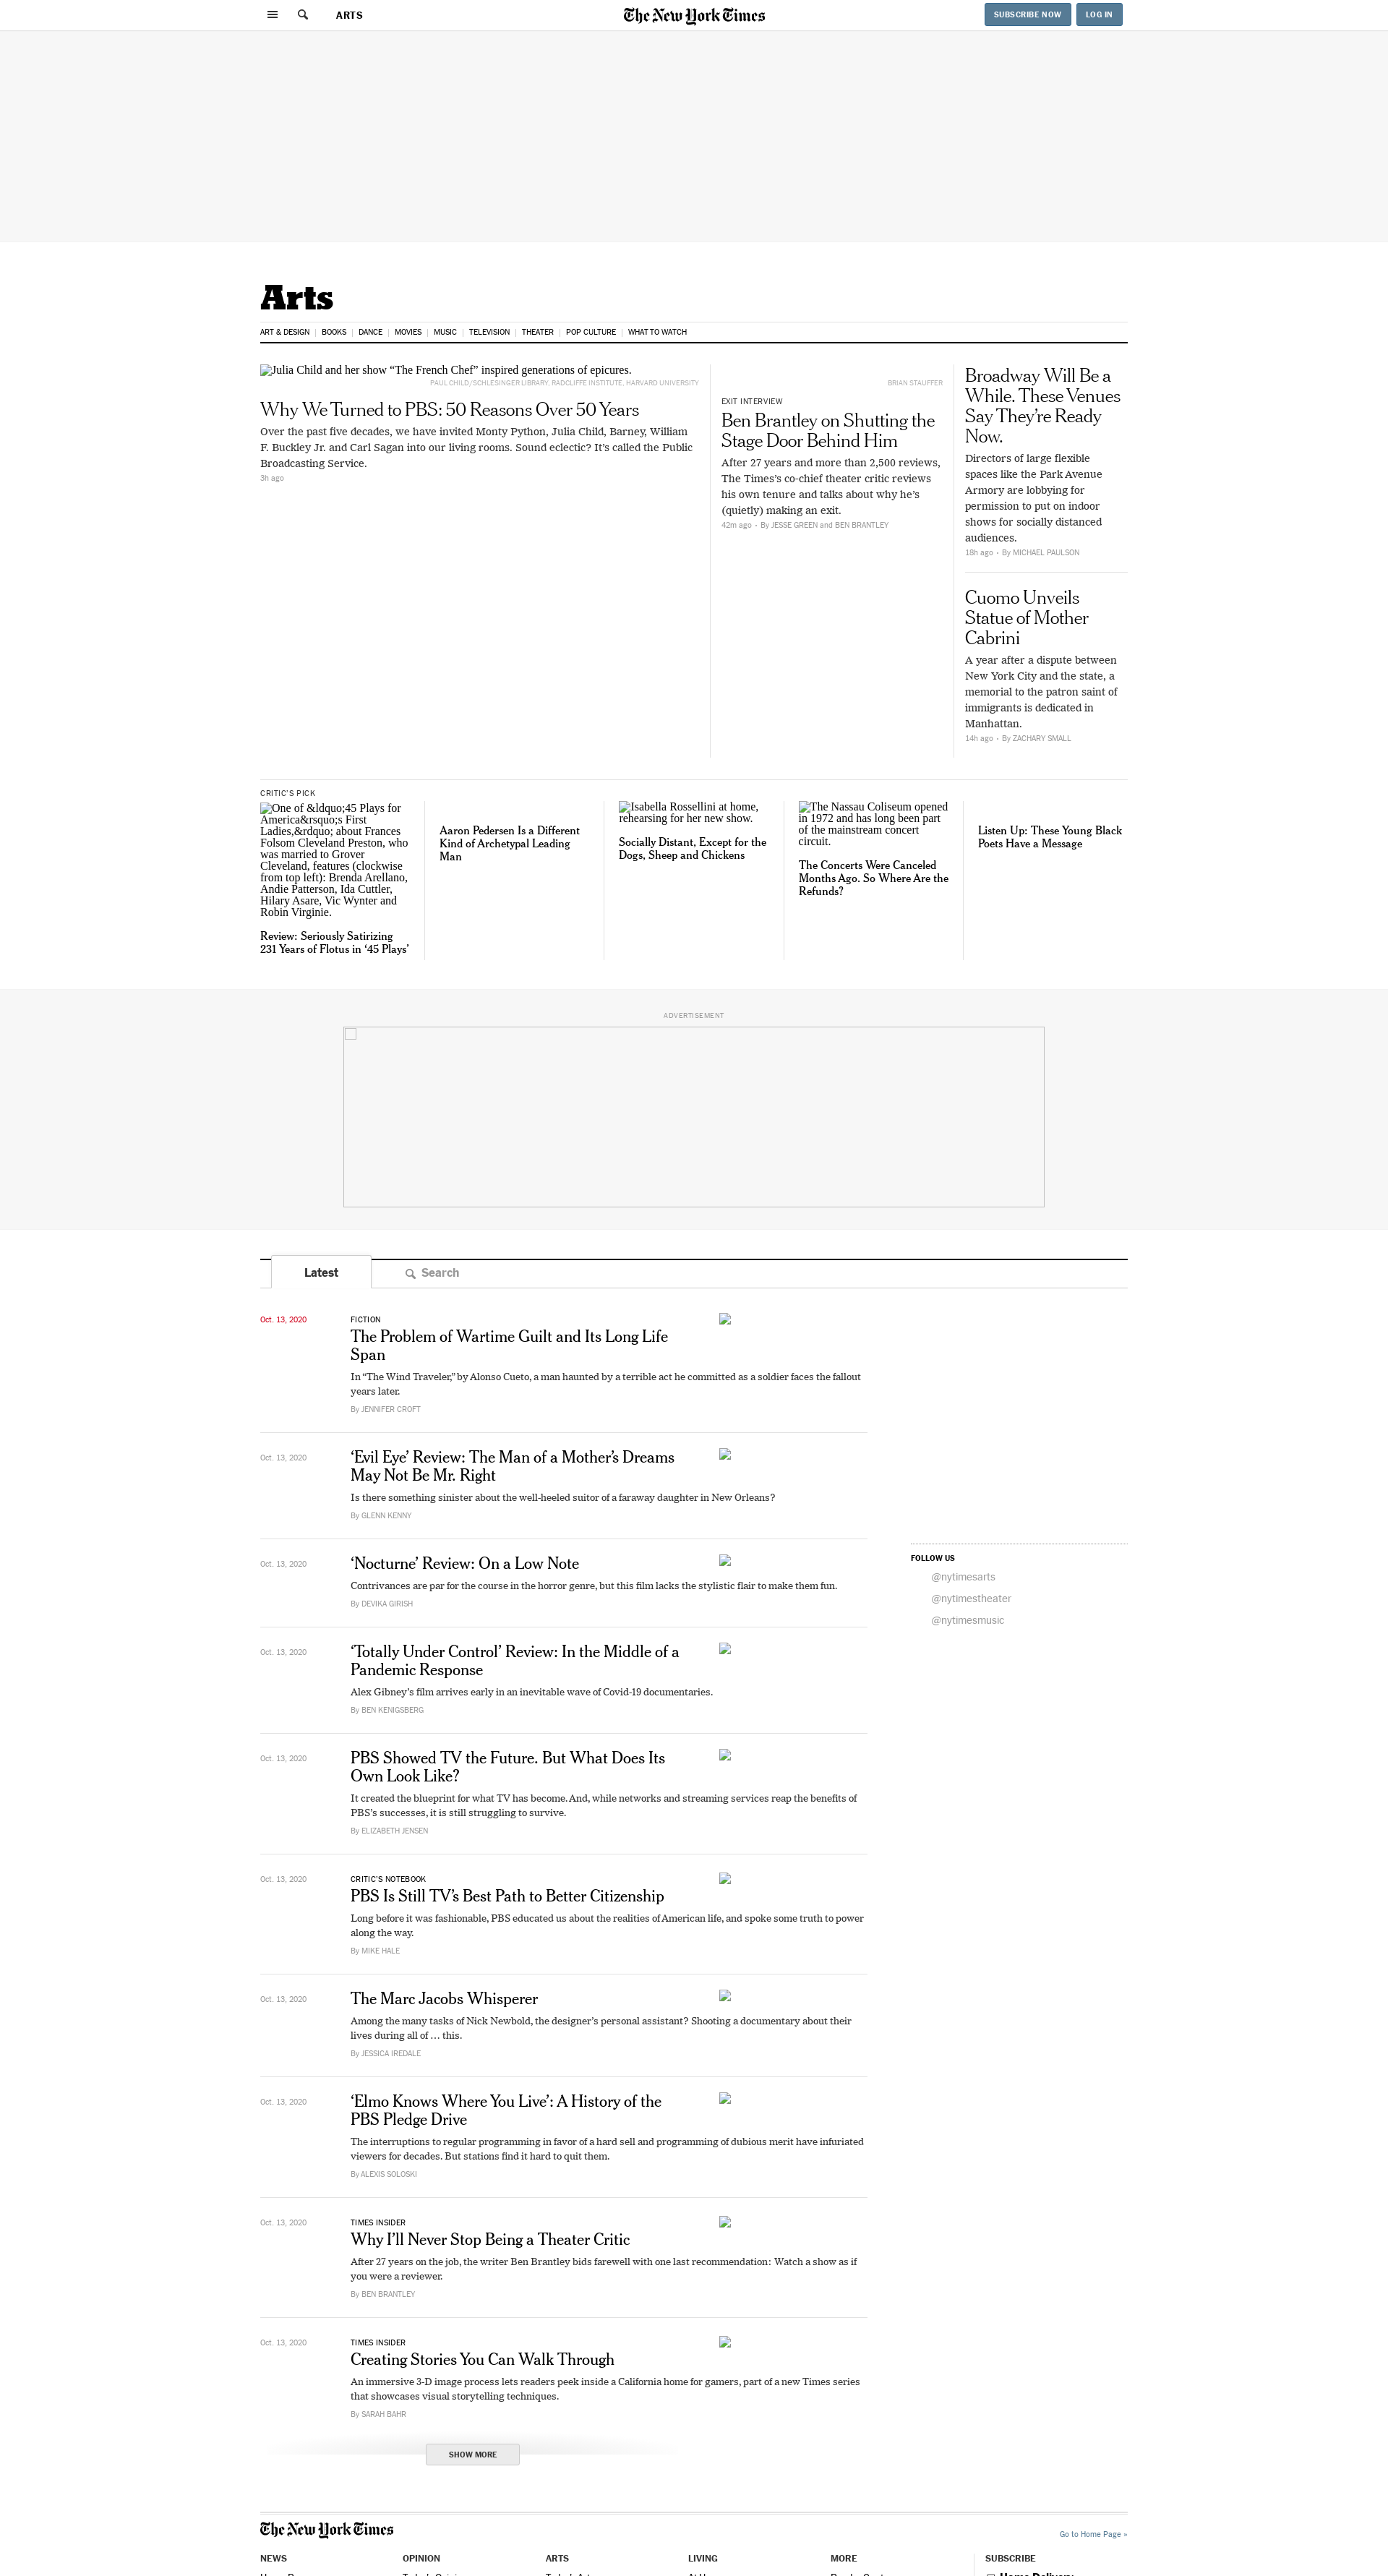 ARTS
The New York Times
SUBSCRIBE NOW
LOG IN
Arts
ART & DESIGN
BOOKS
DANCE
MOVIES
MUSIC
TELEVISION
THEATER
POP CULTURE
WHAT TO WATCH
Julia Child and her show “The French Chef” inspired generations of epicures.
PAUL CHILD/SCHLESINGER LIBRARY, RADCLIFFE INSTITUTE, HARVARD UNIVERSITY
Why We Turned to PBS: 50 Reasons Over 50 Years
Over the past five decades, we have invited Monty Python, Julia Child, Barney, William
F. Buckley Jr. and Carl Sagan into our living rooms. Sound eclectic? It’s called the Public
Broadcasting Service.
3h ago
BRIAN STAUFFER
EXIT INTERVIEW
Ben Brantley on Shutting the
Stage Door Behind Him
After 27 years and more than 2,500 reviews,
The Times’s co-chief theater critic reviews
his own tenure and talks about why he’s
(quietly) making an exit.
42m ago • By JESSE GREEN and BEN BRANTLEY
Broadway Will Be a
While. These Venues
Say They’re Ready
Now.
Directors of large flexible
spaces like the Park Avenue
Armory are lobbying for
permission to put on indoor
shows for socially distanced
audiences.
18h ago • By MICHAEL PAULSON
Cuomo Unveils
Statue of Mother
Cabrini
A year after a dispute between
New York City and the state, a
memorial to the patron saint of
immigrants is dedicated in
Manhattan.
14h ago • By ZACHARY SMALL
CRITIC’S PICK
One of &ldquo;45 Plays for
America&rsquo;s First
Ladies,&rdquo; about Frances
Folsom Cleveland Preston, who
was married to Grover
Cleveland, features (clockwise
from top left): Brenda Arellano,
Andie Patterson, Ida Cuttler,
Hilary Asare, Vic Wynter and
Robin Virginie.
Review: Seriously Satirizing
231 Years of Flotus in ‘45 Plays’
Aaron Pedersen Is a Different
Kind of Archetypal Leading
Man
Isabella Rossellini at home,
rehearsing for her new show.
Socially Distant, Except for the
Dogs, Sheep and Chickens
The Nassau Coliseum opened
in 1972 and has long been part
of the mainstream concert
circuit.
The Concerts Were Canceled
Months Ago. So Where Are the
Refunds?
Listen Up: These Young Black
Poets Have a Message
ADVERTISEMENT
Latest
Search
Oct. 13, 2020
FICTION
The Problem of Wartime Guilt and Its Long Life
Span
In “The Wind Traveler,” by Alonso Cueto, a man haunted by a terrible act he committed as a soldier faces the fallout
years later.
By JENNIFER CROFT
Oct. 13, 2020
‘Evil Eye’ Review: The Man of a Mother’s Dreams
May Not Be Mr. Right
Is there something sinister about the well-heeled suitor of a faraway daughter in New Orleans?
By GLENN KENNY
Oct. 13, 2020
‘Nocturne’ Review: On a Low Note
Contrivances are par for the course in the horror genre, but this film lacks the stylistic flair to make them fun.
By DEVIKA GIRISH
FOLLOW US
@nytimesarts
@nytimestheater
@nytimesmusic
Oct. 13, 2020
‘Totally Under Control’ Review: In the Middle of a
Pandemic Response
Alex Gibney’s film arrives early in an inevitable wave of Covid-19 documentaries.
By BEN KENIGSBERG
Oct. 13, 2020
PBS Showed TV the Future. But What Does Its
Own Look Like?
It created the blueprint for what TV has become. And, while networks and streaming services reap the benefits of
PBS’s successes, it is still struggling to survive.
By ELIZABETH JENSEN
Oct. 13, 2020
CRITIC’S NOTEBOOK
PBS Is Still TV’s Best Path to Better Citizenship
Long before it was fashionable, PBS educated us about the realities of American life, and spoke some truth to power
along the way.
By MIKE HALE
Oct. 13, 2020
The Marc Jacobs Whisperer
Among the many tasks of Nick Newbold, the designer’s personal assistant? Shooting a documentary about their
lives during all of … this.
By JESSICA IREDALE
Oct. 13, 2020
‘Elmo Knows Where You Live’: A History of the
PBS Pledge Drive
The interruptions to regular programming in favor of a hard sell and programming of dubious merit have infuriated
viewers for decades. But stations find it hard to quit them.
By ALEXIS SOLOSKI
Oct. 13, 2020
TIMES INSIDER
Why I’ll Never Stop Being a Theater Critic
After 27 years on the job, the writer Ben Brantley bids farewell with one last recommendation: Watch a show as if
you were a reviewer.
By BEN BRANTLEY
Oct. 13, 2020
TIMES INSIDER
Creating Stories You Can Walk Through
An immersive 3-D image process lets readers peek inside a California home for gamers, part of a new Times series
that showcases visual storytelling techniques.
By SARAH BAHR
SHOW MORE
The New York Times
Go to Home Page »
NEWS
OPINION
ARTS
LIVING
MORE
SUBSCRIBE